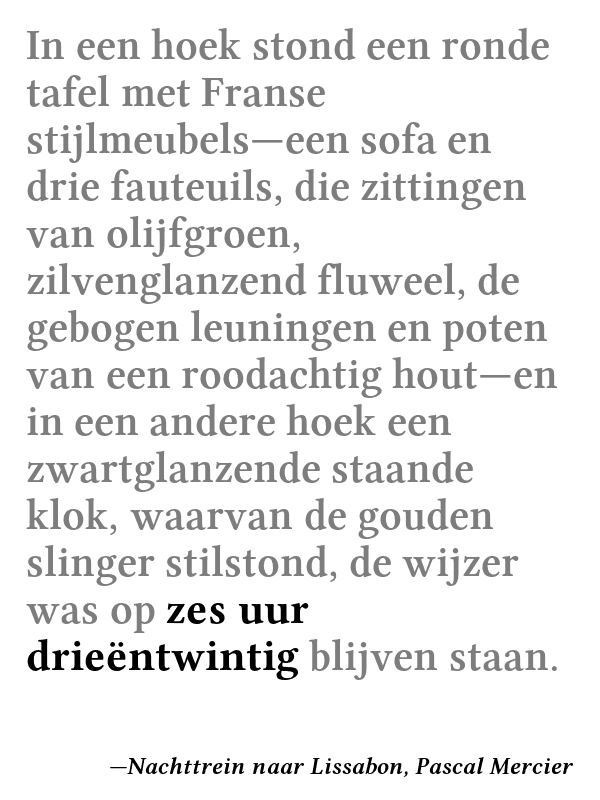 In een hoek stond een ronde
tafel met Franse
stijlmeubels—een sofa en
drie fauteuils, die zittingen
van olijfgroen,
zilvenglanzend fluweel, de
gebogen leuningen en poten
van een roodachtig hout—en
in een andere hoek een
zwartglanzende staande
klok, waarvan de gouden
slinger stilstond, de wijzer
was op zes uur
drieëntwintig blijven staan.
—Nachttrein naar Lissabon, Pascal Mercier